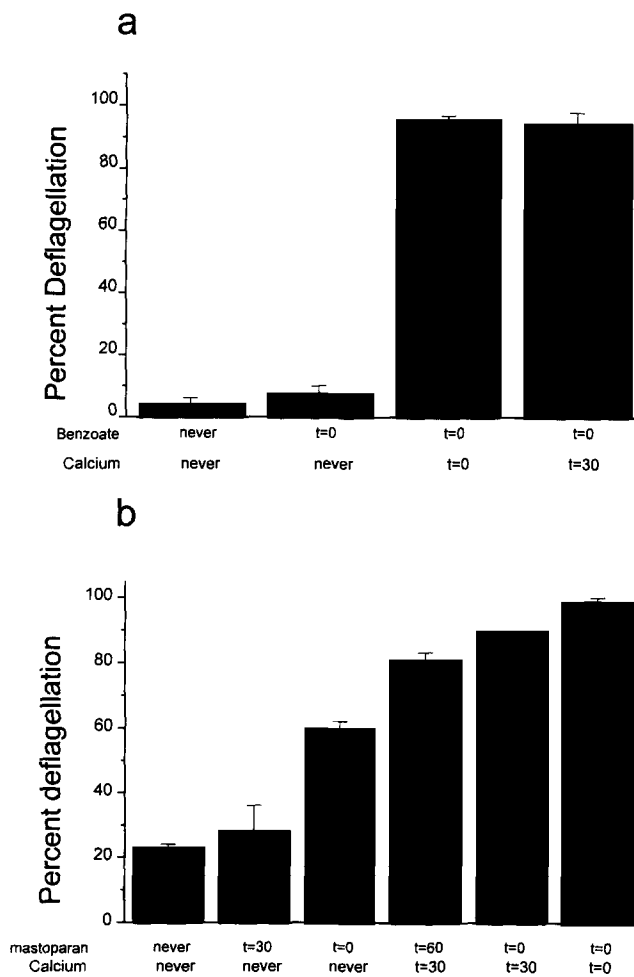 a
Percent Deflagellation
100
80
60
40
20
0
Benzoate never t=0 t=0 t=0
Calcium never never t=0 t=30
b
Percent deflagellation
100
80
60
40
20
0
mastoparan never t=30 t=0 t=60 t=0 t=0
Calcium never never never t=30 t=30 t=0